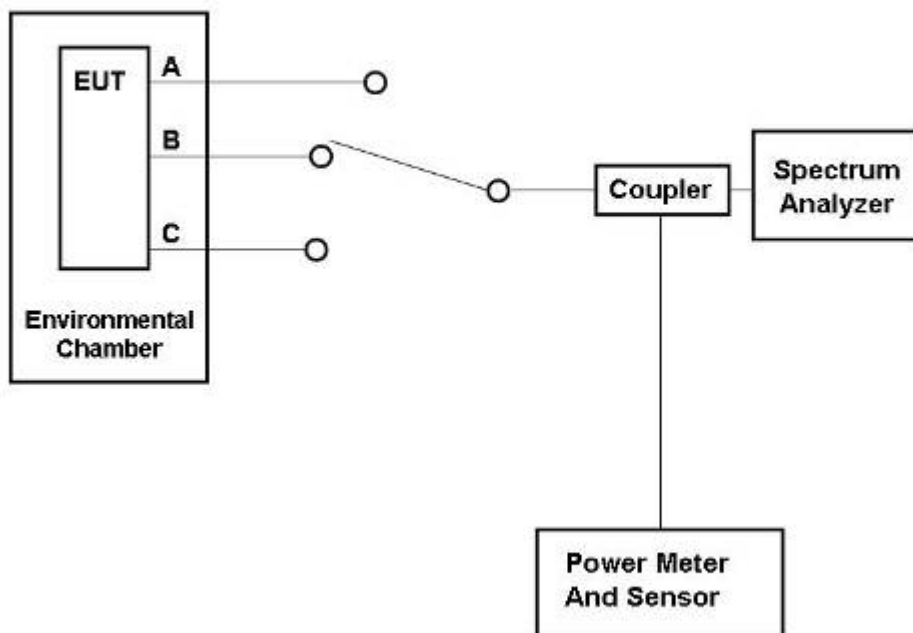 EUT
A
B
C
Environmental
Chamber
Coupler
Spectrum
Analyzer
Power Meter
And Sensor